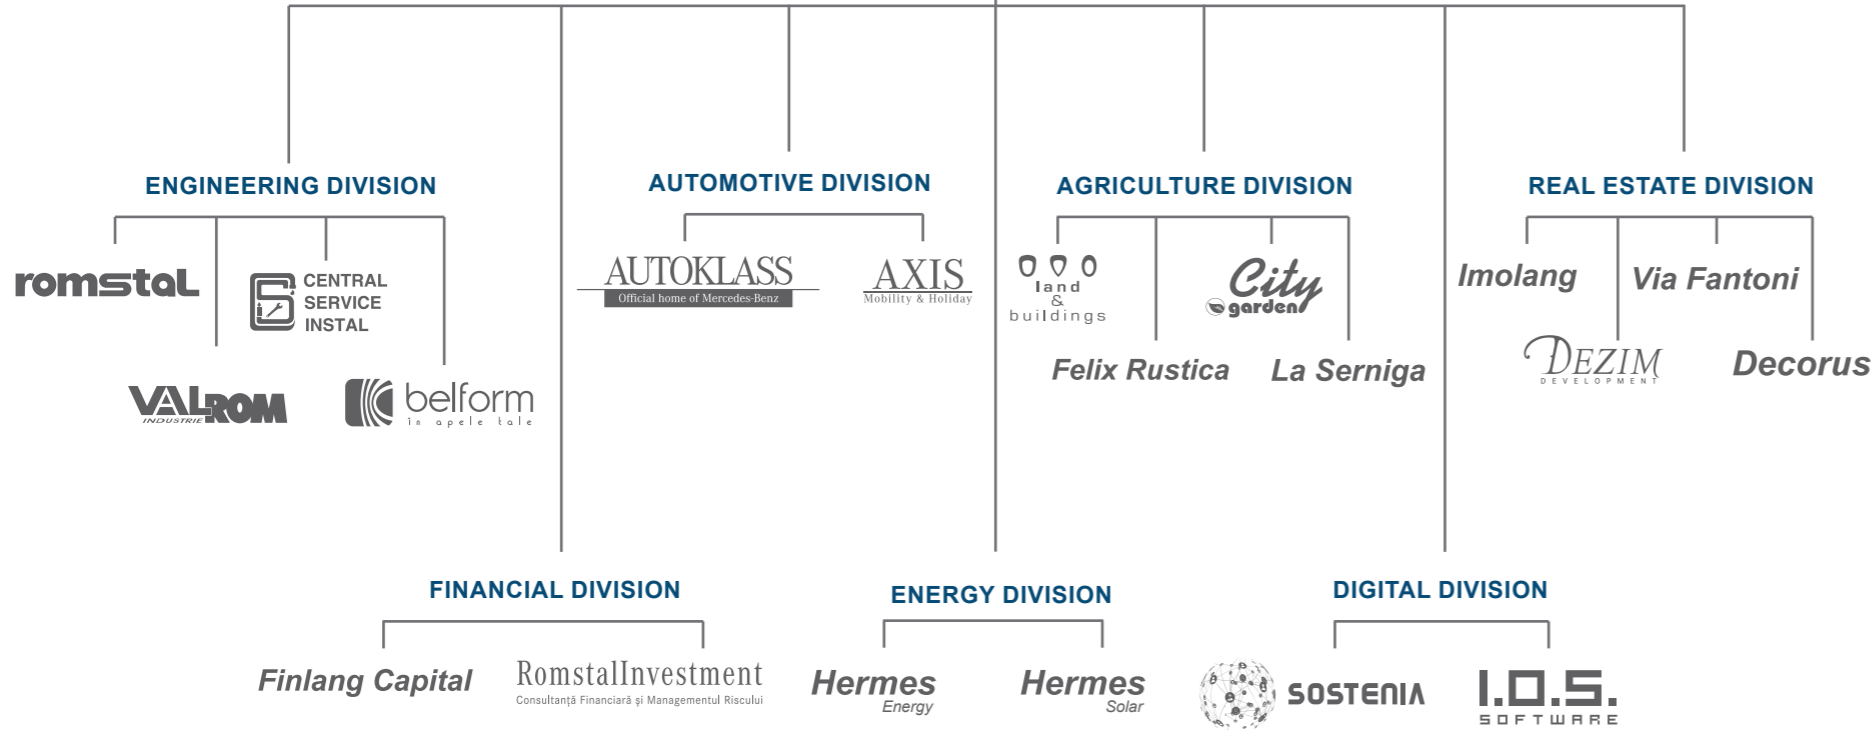 ENGINEERING DIVISION
romstal
CENTRAL
SERVICE
INSTAL
VALROM
INDUSTRIE
belform
în apele tale
AUTOMOTIVE DIVISION
AUTOKLASS
Official home of Mercedes-Benz
AXIS
Mobility & Holiday
AGRICULTURE DIVISION
land
&
buildings
City
garden
Felix Rustica
La Serniga
REAL ESTATE DIVISION
Imolang
Via Fantoni
DEZIM
DEVELOPMENT
Decorus
FINANCIAL DIVISION
Finlang Capital
RomstalInvestment
Consultanță Financiară și Managementul Riscului
ENERGY DIVISION
Hermes
Energy
Hermes
Solar
DIGITAL DIVISION
SOSTENIA
I.O.S.
SOFTWARE